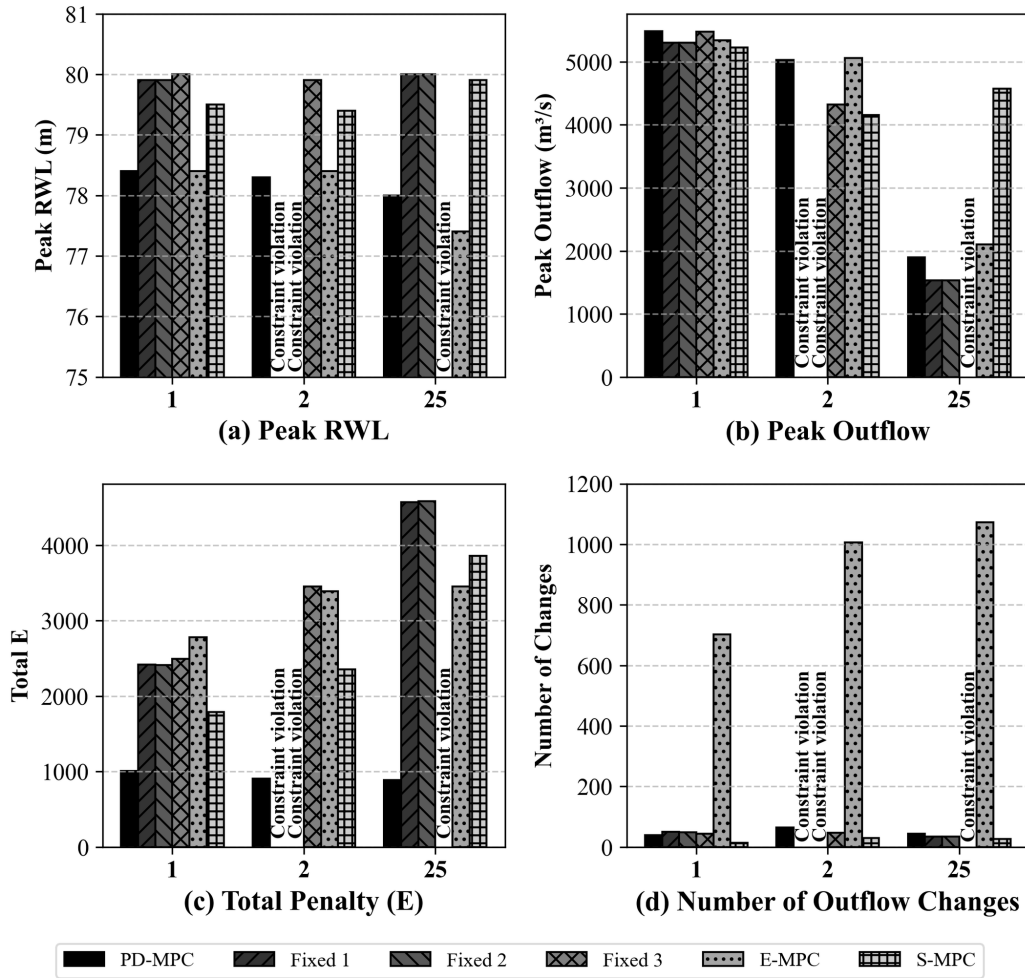 81
80
79
78
77
76
75
Peak RWL (m)
Constraint violation
Constraint violation
Constraint violation
1
2
25
(a) Peak RWL
5000
4000
3000
2000
1000
0
Peak Outflow (m³/s)
Constraint violation
Constraint violation
Constraint violation
1
2
25
(b) Peak Outflow
4000
3000
2000
1000
0
Total E
Constraint violation
Constraint violation
Constraint violation
1
2
25
(c) Total Penalty (E)
1200
1000
800
600
400
200
0
Number of Changes
Constraint violation
Constraint violation
Constraint violation
1
2
25
(d) Number of Outflow Changes
PD-MPC Fixed 1 Fixed 2 Fixed 3 E-MPC S-MPC